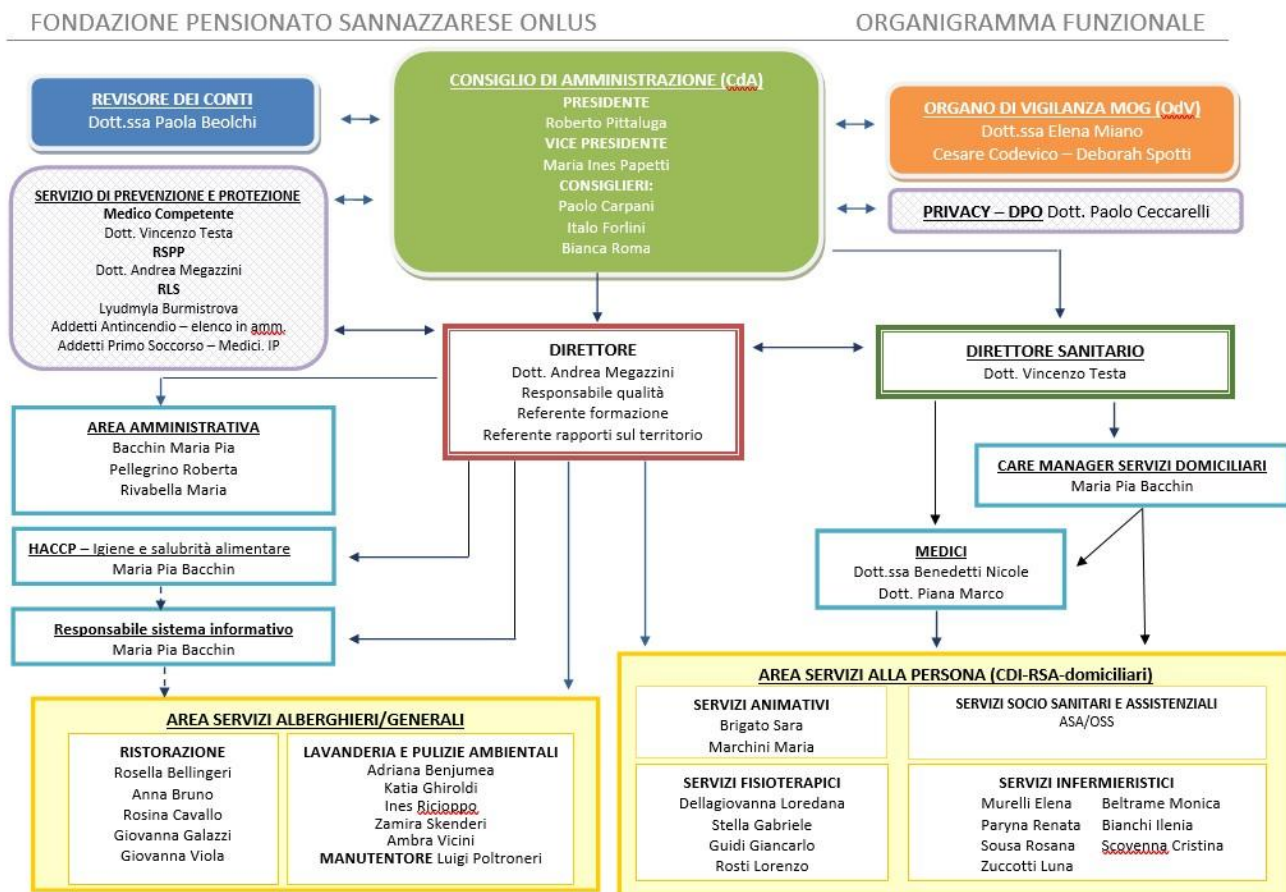 FONDAZIONE PENSIONATO SANNAZZARESE ONLUS
ORGANIGRAMMA FUNZIONALE
CONSIGLIO DI AMMINISTRAZIONE (CdA)
PRESIDENTE
Roberto Pittaluga
VICE PRESIDENTE
Maria Ines Papetti
CONSIGLIERI:
Paolo Carpani
Italo Forlini
Bianca Roma
REVISORE DEI CONTI
Dott.ssa Paola Beolchi
ORGANO DI VIGILANZA MOG (OdV)
Dott.ssa Elena Miano
Cesare Codevico – Deborah Spotti
SERVIZIO DI PREVENZIONE E PROTEZIONE
Medico Competente
Dott. Vincenzo Testa
RSPP
Dott. Andrea Megazzini
RLS
Lyudmyla Burmistrova
Addetti Antincendio – elenco in amm.
Addetti Primo Soccorso – Medici. IP
PRIVACY – DPO Dott. Paolo Ceccarelli
DIRETTORE
Dott. Andrea Megazzini
Responsabile qualità
Referente formazione
Referente rapporti sul territorio
DIRETTORE SANITARIO
Dott. Vincenzo Testa
AREA AMMINISTRATIVA
Bacchin Maria Pia
Pellegrino Roberta
Rivabella Maria
CARE MANAGER SERVIZI DOMICILIARI
Maria Pia Bacchin
HACCP – Igiene e salubrità alimentare
Maria Pia Bacchin
MEDICI
Dott.ssa Benedetti Nicole
Dott. Piana Marco
Responsabile sistema informativo
Maria Pia Bacchin
AREA SERVIZI ALBERGHIERI/GENERALI
RISTORAZIONE
Rosella Bellingeri
Anna Bruno
Rosina Cavallo
Giovanna Galazzi
Giovanna Viola
LAVANDERIA E PULIZIE AMBIENTALI
Adriana Benjumea
Katia Ghiroldi
Ines Ricioppo
Zamira Skenderi
Ambra Vicini
MANUTENTORE Luigi Poltroneri
AREA SERVIZI ALLA PERSONA (CDI-RSA-domiciliari)
SERVIZI ANIMATIVI
Brigato Sara
Marchini Maria
SERVIZI SOCIO SANITARI E ASSISTENZIALI
ASA/OSS
SERVIZI FISIOTERAPICI
Dellagiovanna Loredana
Stella Gabriele
Guidi Giancarlo
Rosti Lorenzo
SERVIZI INFERMIERISTICI
Murelli Elena Beltrame Monica
Paryna Renata Bianchi Ilenia
Sousa Rosana Scovenna Cristina
Zuccotti Luna